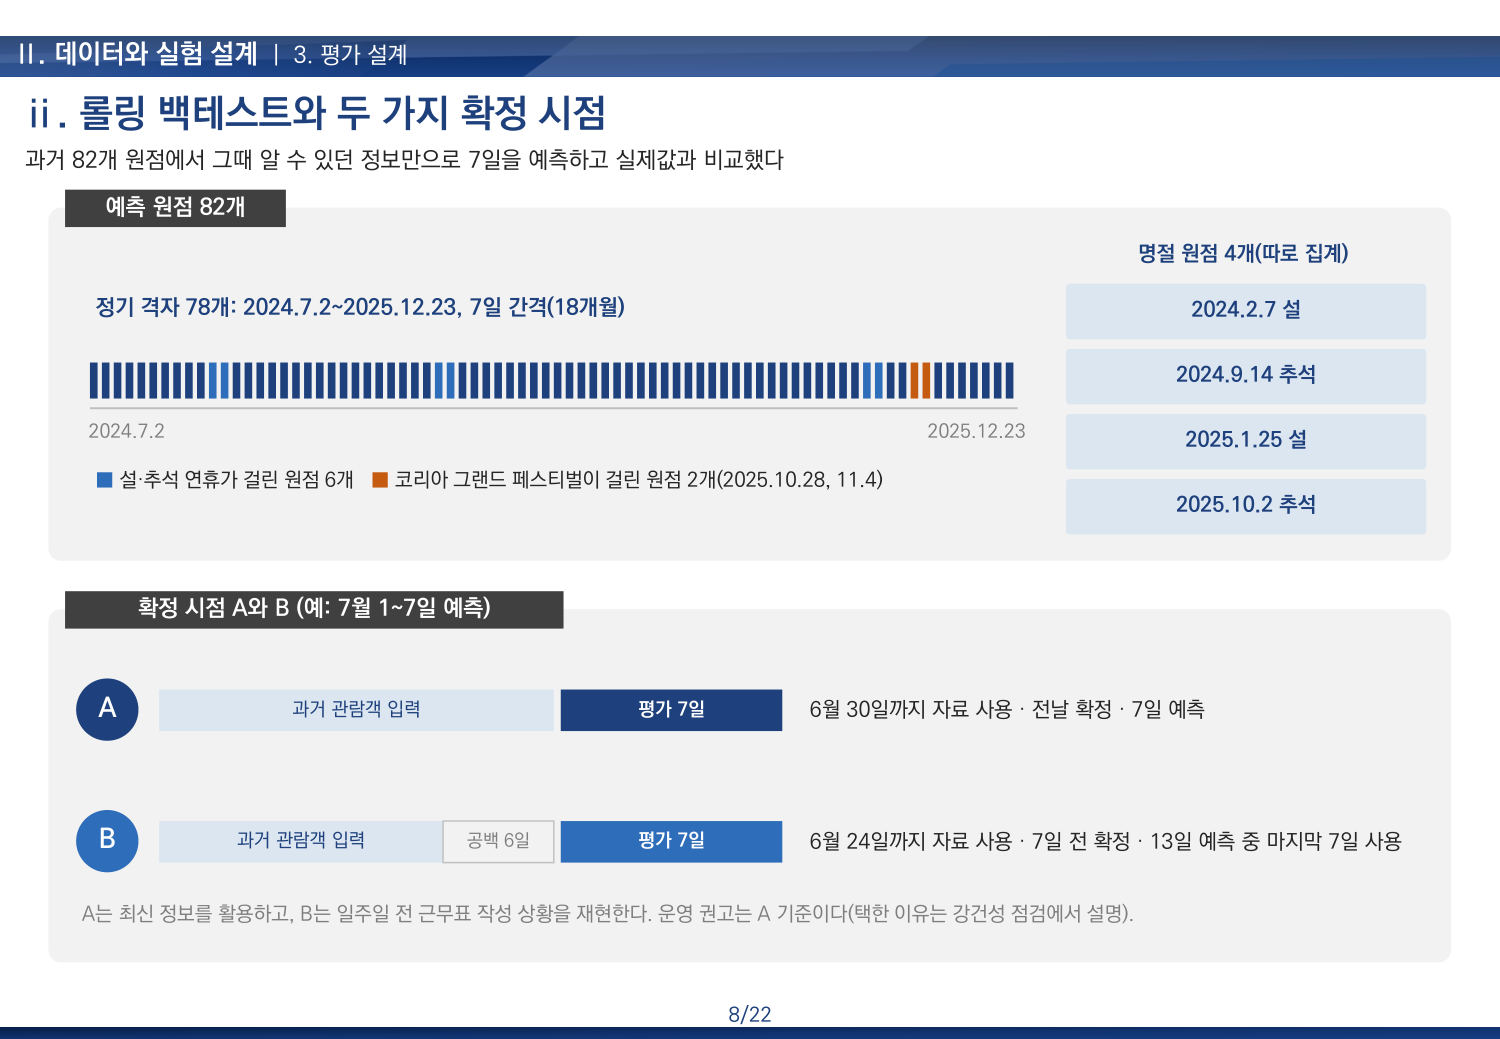 II. 데이터와 실험 설계 | 3. 평가 설계
ii. 롤링 백테스트와 두 가지 확정 시점
과거 82개 원점에서 그때 알 수 있던 정보만으로 7일을 예측하고 실제값과 비교했다
예측 원점 82개
정기 격자 78개: 2024.7.2~2025.12.23, 7일 간격(18개월)
2024.7.2
2025.12.23
설·추석 연휴가 걸린 원점 6개
코리아 그랜드 페스티벌이 걸린 원점 2개(2025.10.28, 11.4)
명절 원점 4개(따로 집계)
2024.2.7 설
2024.9.14 추석
2025.1.25 설
2025.10.2 추석
확정 시점 A와 B (예: 7월 1~7일 예측)
A
과거 관람객 입력
평가 7일
6월 30일까지 자료 사용 · 전날 확정 · 7일 예측
B
과거 관람객 입력
공백 6일
평가 7일
6월 24일까지 자료 사용 · 7일 전 확정 · 13일 예측 중 마지막 7일 사용
A는 최신 정보를 활용하고, B는 일주일 전 근무표 작성 상황을 재현한다. 운영 권고는 A 기준이다(택한 이유는 강건성 점검에서 설명).
8/22